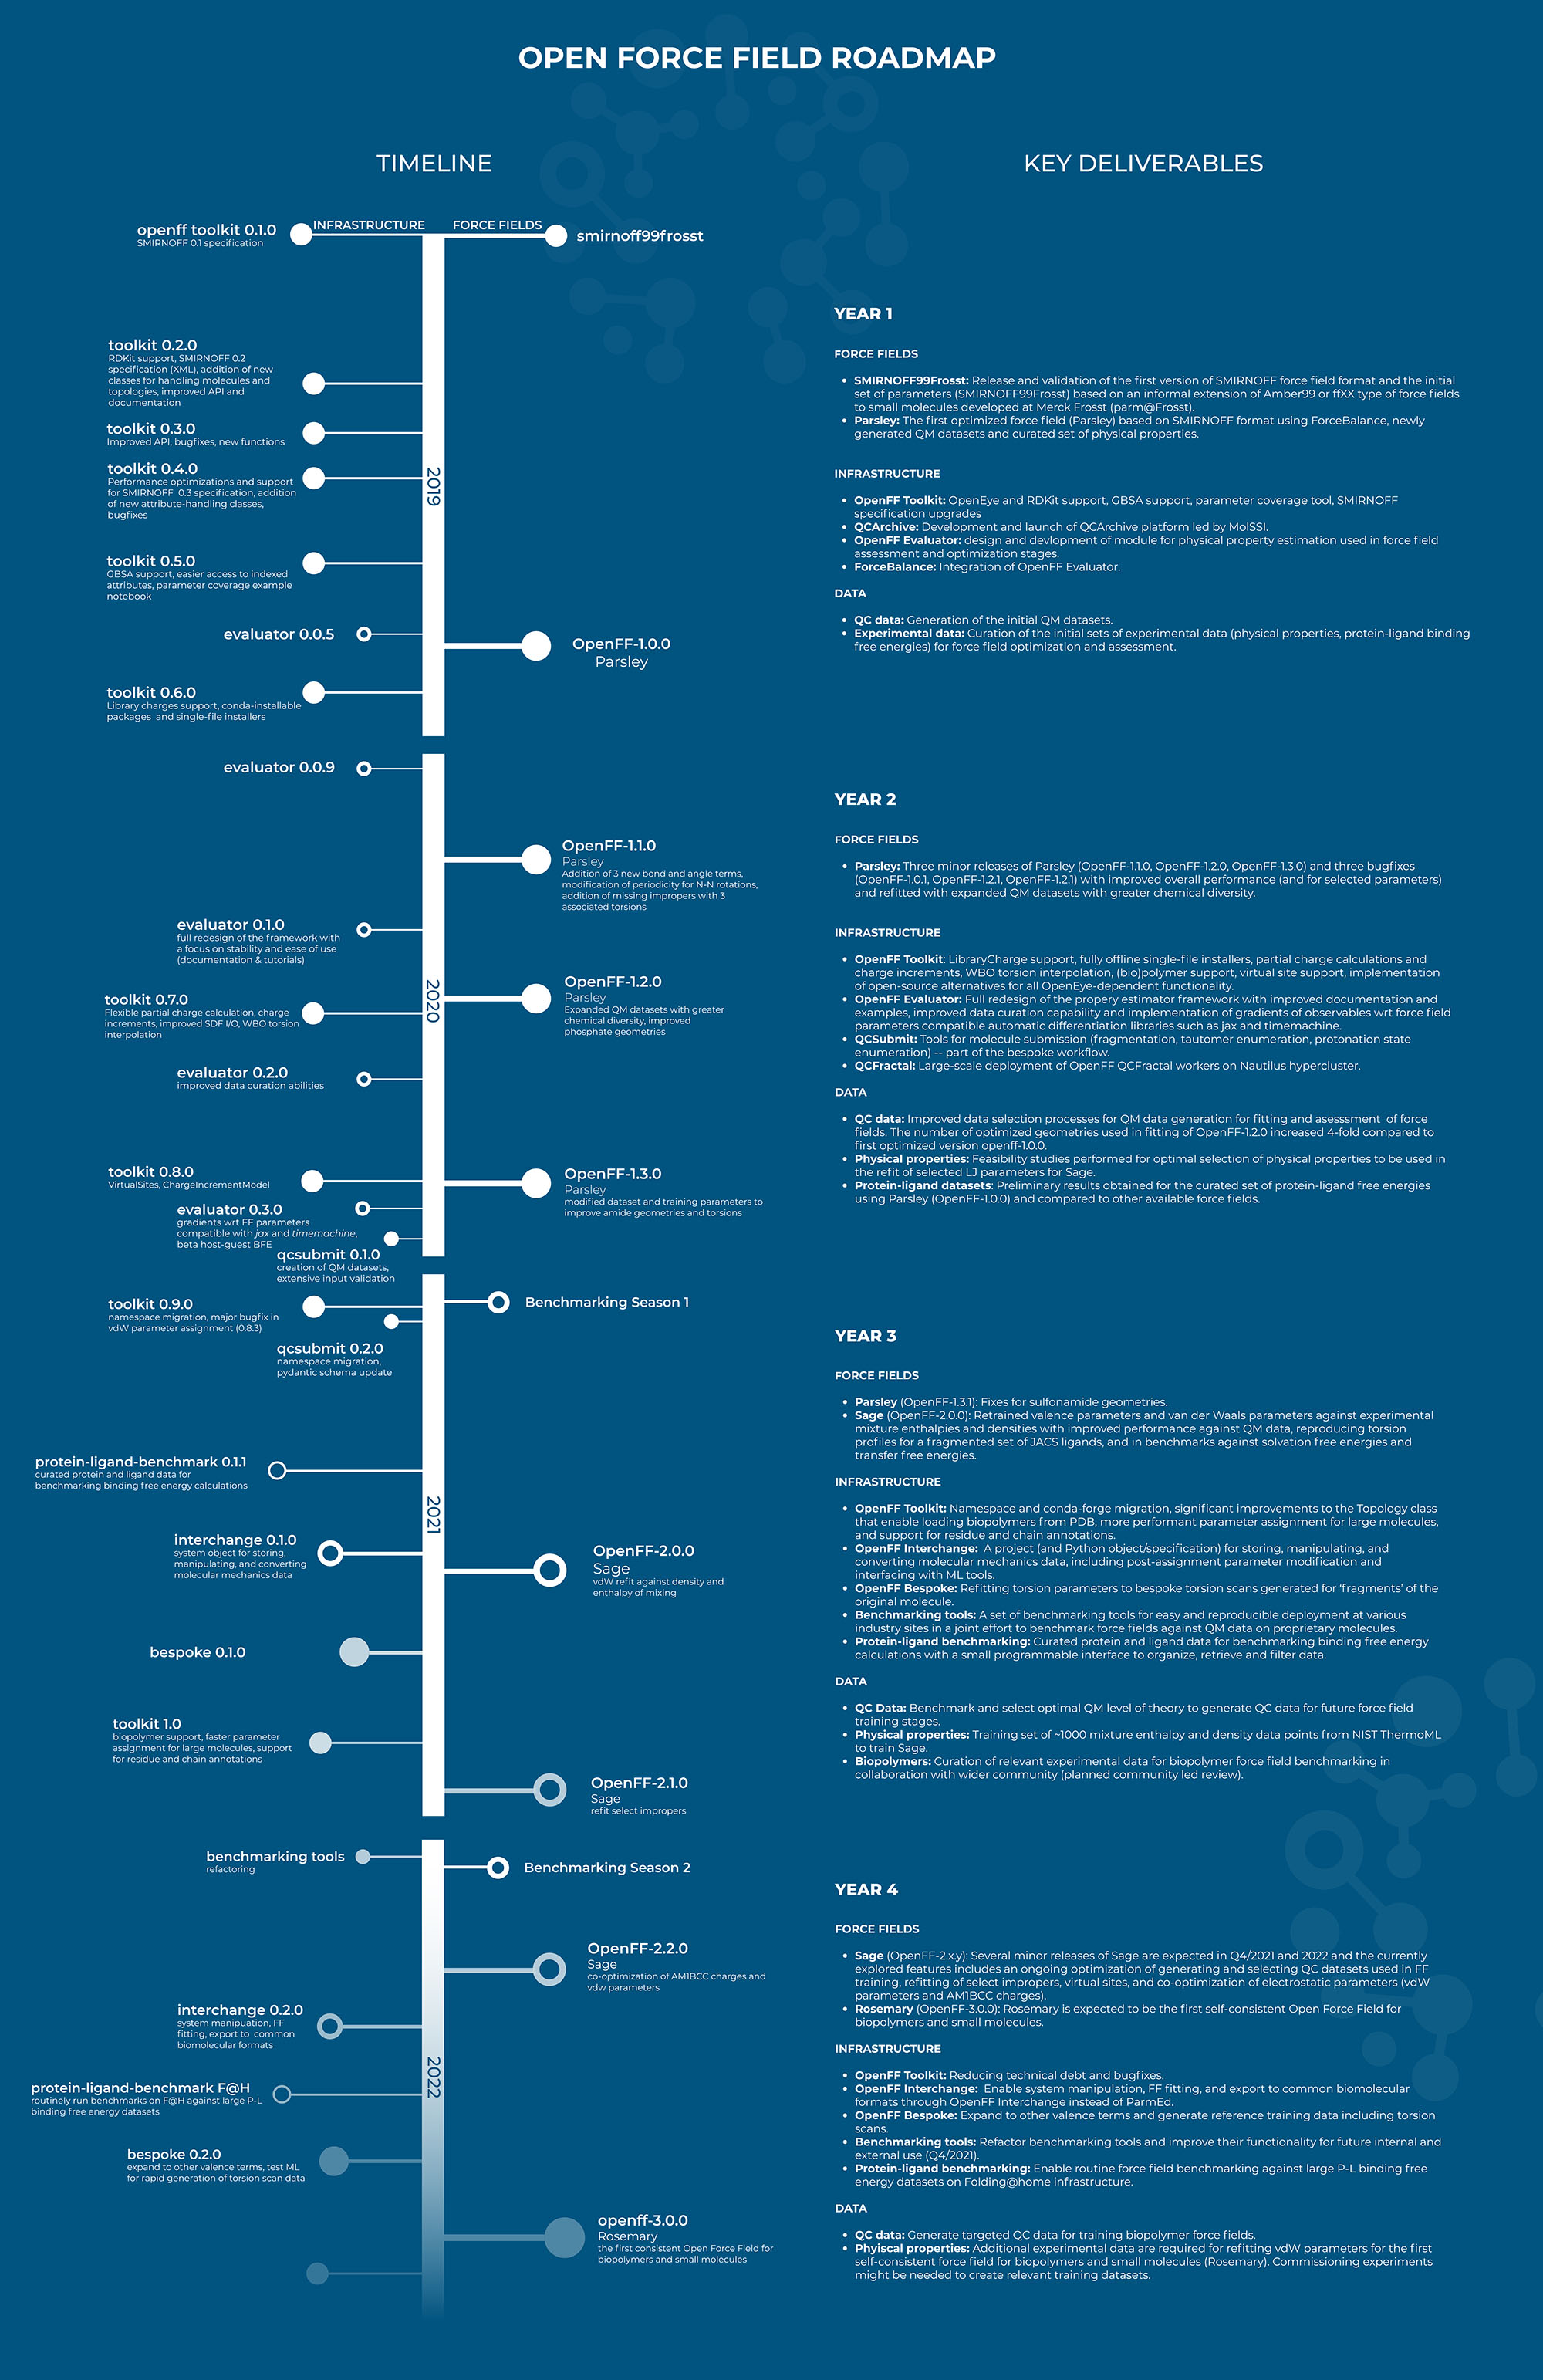 OPEN FORCE FIELD ROADMAP
TIMELINE
INFRASTRUCTURE
FORCE FIELDS
openff toolkit 0.1.0
SMIRNOFF 0.1 specification
smirnoff99frosst
toolkit 0.2.0
RDKit support, SMIRNOFF 0.2
specification (XML), addition of new
classes for handling molecules and
topologies, improved API and
documentation
toolkit 0.3.0
Improved API, bugfixes, new functions
toolkit 0.4.0
Performance optimizations and support
for SMIRNOFF 0.3 specification, addition
of new attribute-handling classes,
bugfixes
2019
toolkit 0.5.0
GBSA support, easier access to indexed
attributes, parameter coverage example
notebook
evaluator 0.0.5
OpenFF-1.0.0
Parsley
toolkit 0.6.0
Library charges support, conda-installable
packages and single-file installers
evaluator 0.0.9
OpenFF-1.1.0
Parsley
Addition of 3 new bond and angle terms,
modification of periodicity for N-N rotations,
addition of missing impropers with 3
associated torsions
evaluator 0.1.0
full redesign of the framework with
a focus on stability and ease of use
(documentation & tutorials)
2020
OpenFF-1.2.0
Parsley
Expanded QM datasets with greater
chemical diversity, improved
phosphate geometries
toolkit 0.7.0
Flexible partial charge calculation, charge
increments, improved SDF I/O, WBO torsion
interpolation
evaluator 0.2.0
improved data curation abilities
toolkit 0.8.0
VirtualSites, ChargeIncrementModel
OpenFF-1.3.0
Parsley
modified dataset and training parameters to
improve amide geometries and torsions
evaluator 0.3.0
gradients wrt FF parameters
compatible with jax and timemachine,
beta host-guest BFE
qcsubmit 0.1.0
creation of QM datasets,
extensive input validation
Benchmarking Season 1
toolkit 0.9.0
namespace migration, major bugfix in
vdW parameter assignment (0.8.3)
qcsubmit 0.2.0
namespace migration,
pydantic schema update
protein-ligand-benchmark 0.1.1
curated protein and ligand data for
benchmarking binding free energy calculations
2021
interchange 0.1.0
system object for storing,
manipulating, and converting
molecular mechanics data
OpenFF-2.0.0
Sage
vdW refit against density and
enthalpy of mixing
bespoke 0.1.0
toolkit 1.0
biopolymer support, faster parameter
assignment for large molecules, support
for residue and chain annotations
OpenFF-2.1.0
Sage
refit select impropers
benchmarking tools
refactoring
Benchmarking Season 2
OpenFF-2.2.0
Sage
co-optimization of AM1BCC charges and
vdw parameters
interchange 0.2.0
system manipuation, FF
fitting, export to common
biomolecular formats
2022
protein-ligand-benchmark F@H
routinely run benchmarks on F@H against large P-L
binding free energy datasets
bespoke 0.2.0
expand to other valence terms, test ML
for rapid generation of torsion scan data
openff-3.0.0
Rosemary
the first consistent Open Force Field for
biopolymers and small molecules
KEY DELIVERABLES
YEAR 1
FORCE FIELDS
• SMIRNOFF99Frosst: Release and validation of the first version of SMIRNOFF force field format and the initial
set of parameters (SMIRNOFF99Frosst) based on an informal extension of Amber99 or ffXX type of force fields
to small molecules developed at Merck Frosst (parm@Frosst).
• Parsley: The first optimized force field (Parsley) based on SMIRNOFF format using ForceBalance, newly
generated QM datasets and curated set of physical properties.
INFRASTRUCTURE
• OpenFF Toolkit: OpenEye and RDKit support, GBSA support, parameter coverage tool, SMIRNOFF
specification upgrades
• QCArchive: Development and launch of QCArchive platform led by MolSSI.
• OpenFF Evaluator: design and devlopment of module for physical property estimation used in force field
assessment and optimization stages.
• ForceBalance: Integration of OpenFF Evaluator.
DATA
• QC data: Generation of the initial QM datasets.
• Experimental data: Curation of the initial sets of experimental data (physical properties, protein-ligand binding
free energies) for force field optimization and assessment.
YEAR 2
FORCE FIELDS
• Parsley: Three minor releases of Parsley (OpenFF-1.1.0, OpenFF-1.2.0, OpenFF-1.3.0) and three bugfixes
(OpenFF-1.0.1, OpenFF-1.2.1, OpenFF-1.2.1) with improved overall performance (and for selected parameters)
and refitted with expanded QM datasets with greater chemical diversity.
INFRASTRUCTURE
• OpenFF Toolkit: LibraryCharge support, fully offline single-file installers, partial charge calculations and
charge increments, WBO torsion interpolation, (bio)polymer support, virtual site support, implementation
of open-source alternatives for all OpenEye-dependent functionality.
• OpenFF Evaluator: Full redesign of the propery estimator framework with improved documentation and
examples, improved data curation capability and implementation of gradients of observables wrt force field
parameters compatible automatic differentiation libraries such as jax and timemachine.
• QCSubmit: Tools for molecule submission (fragmentation, tautomer enumeration, protonation state
enumeration) -- part of the bespoke workflow.
• QCFractal: Large-scale deployment of OpenFF QCFractal workers on Nautilus hypercluster.
DATA
• QC data: Improved data selection processes for QM data generation for fitting and asesssment of force
fields. The number of optimized geometries used in fitting of OpenFF-1.2.0 increased 4-fold compared to
first optimized version openff-1.0.0.
• Physical properties: Feasibility studies performed for optimal selection of physical properties to be used in
the refit of selected LJ parameters for Sage.
• Protein-ligand datasets: Preliminary results obtained for the curated set of protein-ligand free energies
using Parsley (OpenFF-1.0.0) and compared to other available force fields.
YEAR 3
FORCE FIELDS
• Parsley (OpenFF-1.3.1): Fixes for sulfonamide geometries.
• Sage (OpenFF-2.0.0): Retrained valence parameters and van der Waals parameters against experimental
mixture enthalpies and densities with improved performance against QM data, reproducing torsion
profiles for a fragmented set of JACS ligands, and in benchmarks against solvation free energies and
transfer free energies.
INFRASTRUCTURE
• OpenFF Toolkit: Namespace and conda-forge migration, significant improvements to the Topology class
that enable loading biopolymers from PDB, more performant parameter assignment for large molecules,
and support for residue and chain annotations.
• OpenFF Interchange: A project (and Python object/specification) for storing, manipulating, and
converting molecular mechanics data, including post-assignment parameter modification and
interfacing with ML tools.
• OpenFF Bespoke: Refitting torsion parameters to bespoke torsion scans generated for 'fragments' of the
original molecule.
• Benchmarking tools: A set of benchmarking tools for easy and reproducible deployment at various
industry sites in a joint effort to benchmark force fields against QM data on proprietary molecules.
• Protein-ligand benchmarking: Curated protein and ligand data for benchmarking binding free energy
calculations with a small programmable interface to organize, retrieve and filter data.
DATA
• QC Data: Benchmark and select optimal QM level of theory to generate QC data for future force field
training stages.
• Physical properties: Training set of ~1000 mixture enthalpy and density data points from NIST ThermoML
to train Sage.
• Biopolymers: Curation of relevant experimental data for biopolymer force field benchmarking in
collaboration with wider community (planned community led review).
YEAR 4
FORCE FIELDS
• Sage (OpenFF-2.x.y): Several minor releases of Sage are expected in Q4/2021 and 2022 and the currently
explored features includes an ongoing optimization of generating and selecting QC datasets used in FF
training, refitting of select impropers, virtual sites, and co-optimization of electrostatic parameters (vdW
parameters and AM1BCC charges).
• Rosemary (OpenFF-3.0.0): Rosemary is expected to be the first self-consistent Open Force Field for
biopolymers and small molecules.
INFRASTRUCTURE
• OpenFF Toolkit: Reducing technical debt and bugfixes.
• OpenFF Interchange: Enable system manipulation, FF fitting, and export to common biomolecular
formats through OpenFF Interchange instead of ParmEd.
• OpenFF Bespoke: Expand to other valence terms and generate reference training data including torsion
scans.
• Benchmarking tools: Refactor benchmarking tools and improve their functionality for future internal and
external use (Q4/2021).
• Protein-ligand benchmarking: Enable routine force field benchmarking against large P-L binding free
energy datasets on Folding@home infrastructure.
DATA
• QC data: Generate targeted QC data for training biopolymer force fields.
• Phyiscal properties: Additional experimental data are required for refitting vdW parameters for the first
self-consistent force field for biopolymers and small molecules (Rosemary). Commissioning experiments
might be needed to create relevant training datasets.